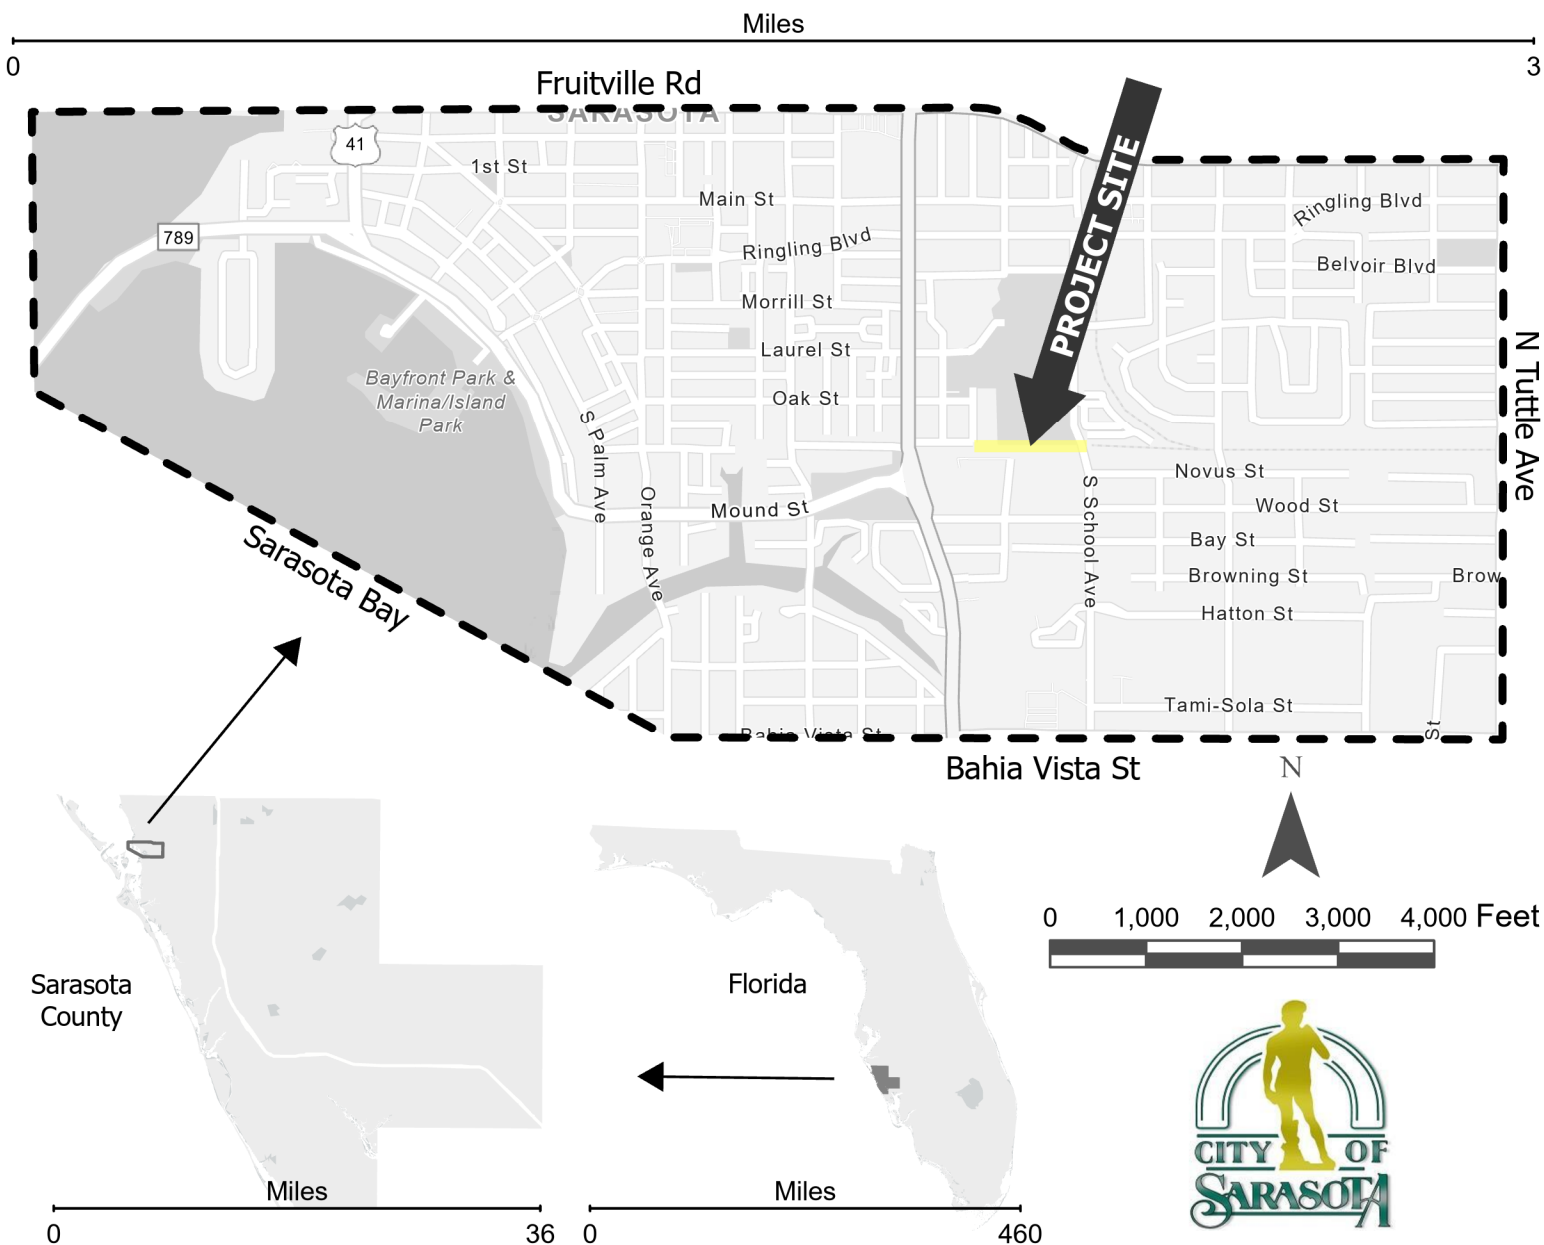 Miles
0
3
Fruitville Rd
SARASOTA
41
1st St
Main St
Ringling Blvd
PROJECT SITE
789
Ringling Blvd
Belvoir Blvd
Morrill St
Laurel St
Bayfront Park &
Marina/Island
Park
Oak St
N Tuttle Ave
S Palm Ave
Orange Ave
Mound St
S School Ave
Novus St
Wood St
Bay St
Browning St
Brow
Hatton St
Sarasota Bay
Tami-Sola St
St
Bahia Vista St
Bahia Vista St
N
0 1,000 2,000 3,000 4,000 Feet
Sarasota
County
Florida
Miles
0
36
Miles
0
460
CITY OF
SARASOTA